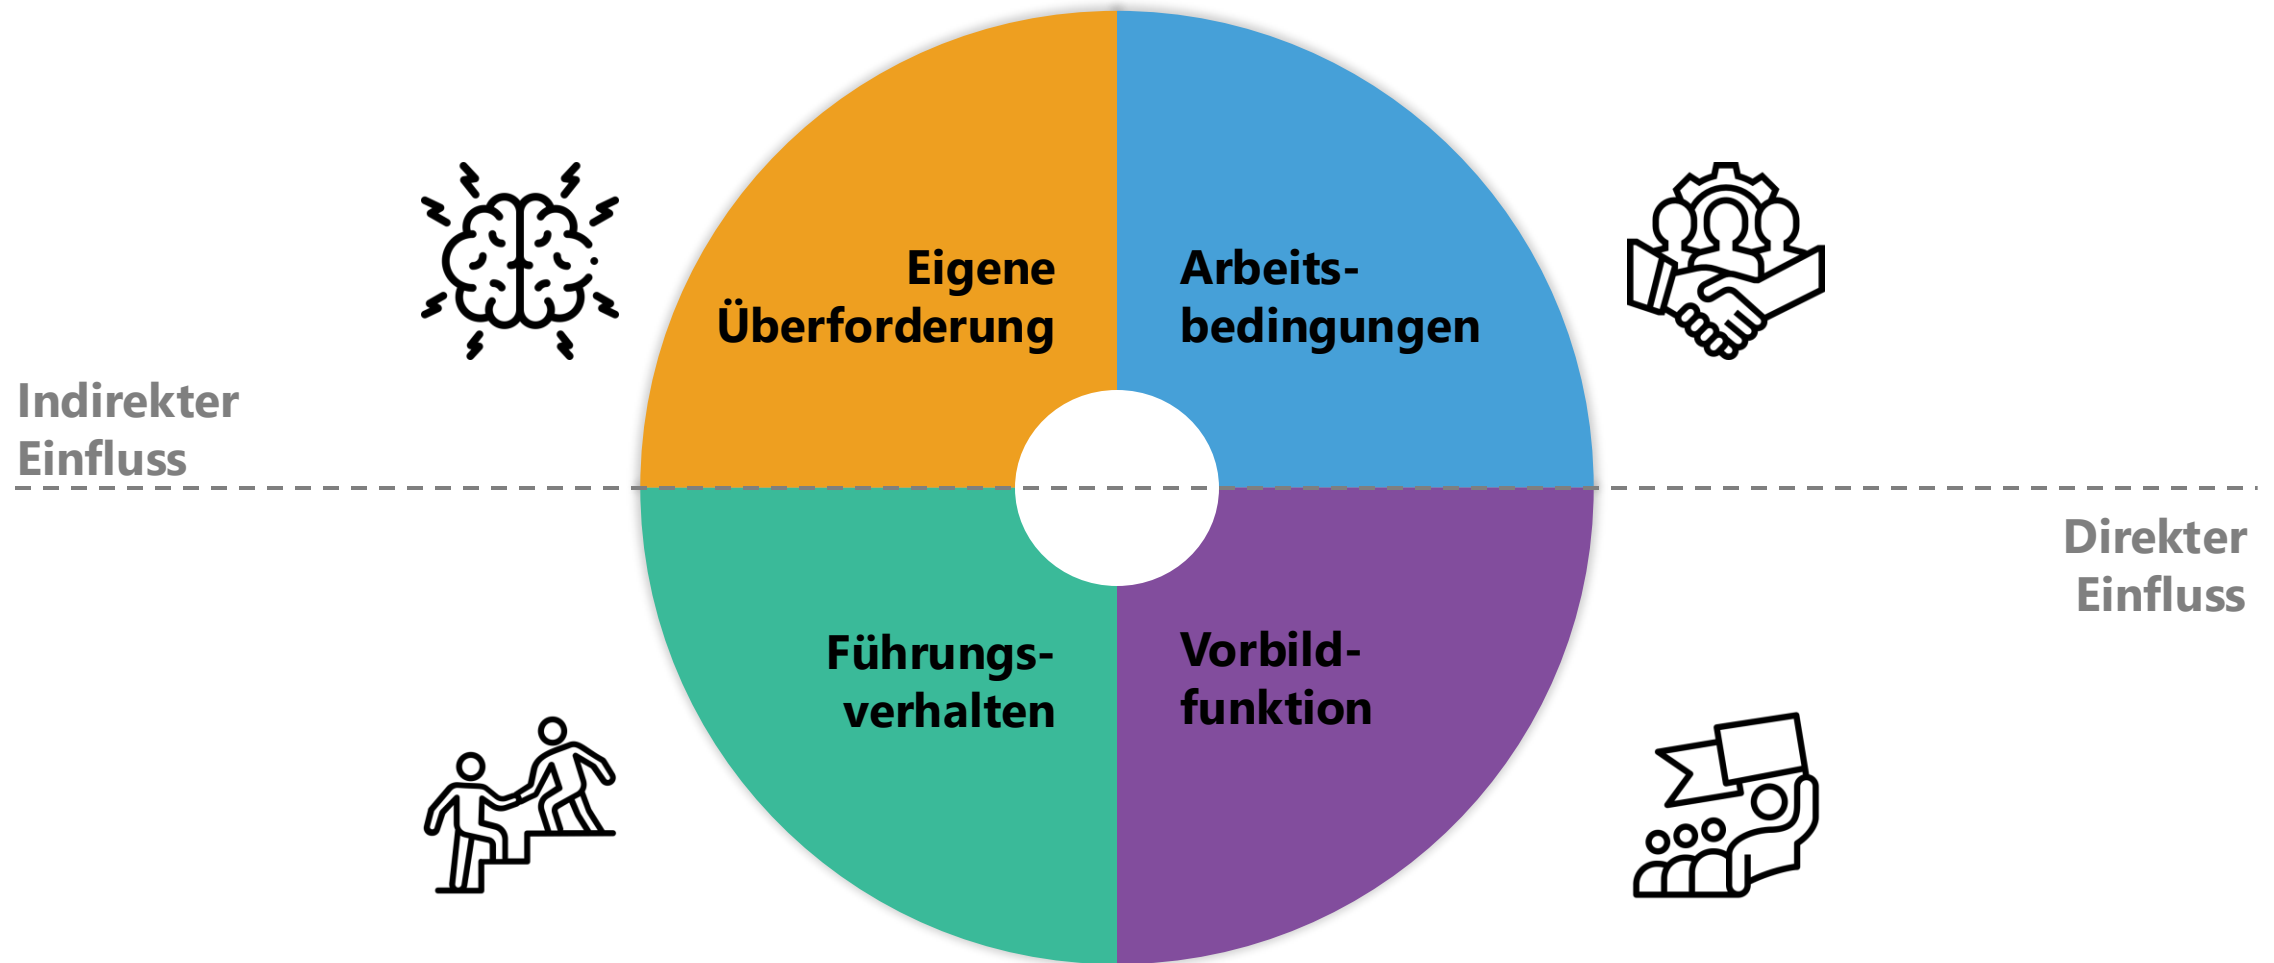 Eigene
Überforderung
Arbeits-
bedingungen
Indirekter
Einfluss
Direkter
Einfluss
Führungs-
verhalten
Vorbild-
funktion